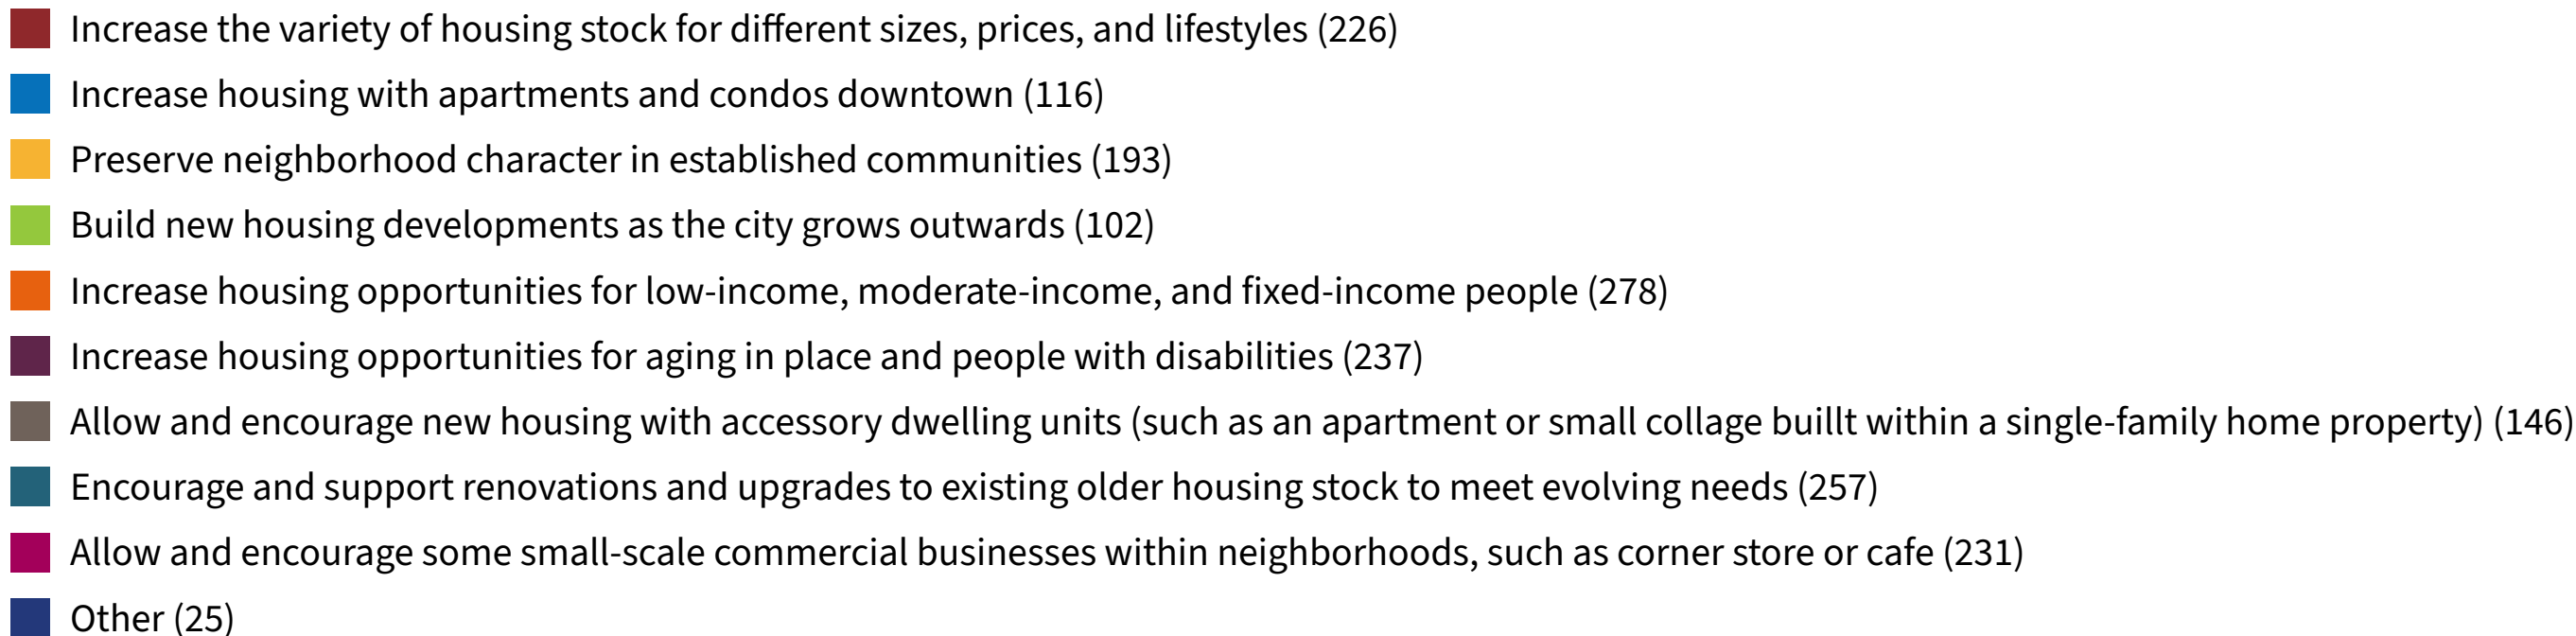 Increase the variety of housing stock for different sizes, prices, and lifestyles (226)
Increase housing with apartments and condos downtown (116)
Preserve neighborhood character in established communities (193)
Build new housing developments as the city grows outwards (102)
Increase housing opportunities for low-income, moderate-income, and fixed-income people (278)
Increase housing opportunities for aging in place and people with disabilities (237)
Allow and encourage new housing with accessory dwelling units (such as an apartment or small collage buillt within a single-family home property) (146)
Encourage and support renovations and upgrades to existing older housing stock to meet evolving needs (257)
Allow and encourage some small-scale commercial businesses within neighborhoods, such as corner store or cafe (231)
Other (25)